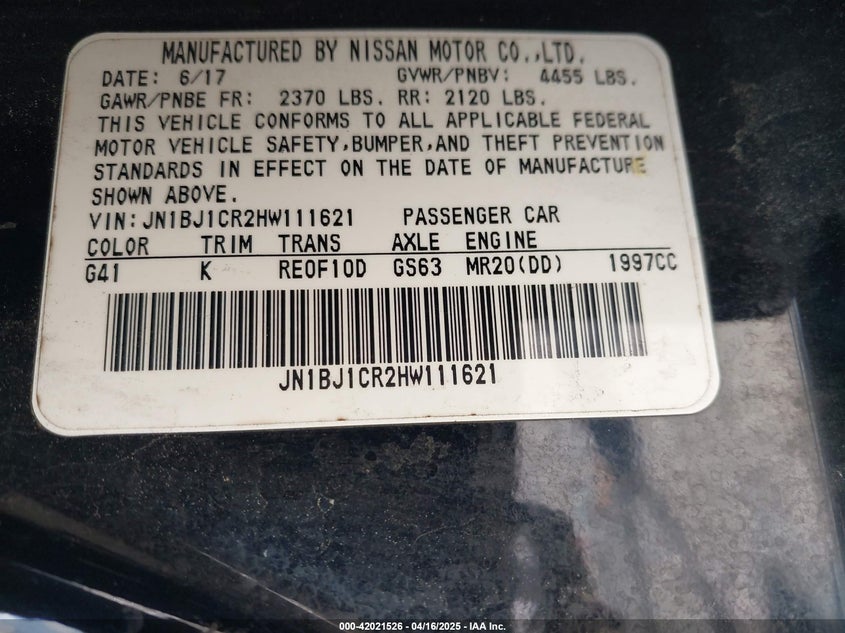 MANUFACTURED BY NISSAN MOTOR CO.,LTD.
DATE: 6/17 GVWR/PNBV: 4455 LBS.
GAWR/PNBE FR: 2370 LBS. RR: 2120 LBS.
THIS VEHICLE CONFORMS TO ALL APPLICABLE FEDERAL
MOTOR VEHICLE SAFETY,BUMPER,AND THEFT PREVENTION
STANDARDS IN EFFECT ON THE DATE OF MANUFACTURE
SHOWN ABOVE.
VIN:JN1BJ1CR2HW111621 PASSENGER CAR
COLOR TRIM TRANS AXLE ENGINE
G41 K RE0F10D GS63 MR20(DD) 1997CC
JN1BJ1CR2HW111621
000-42021526 - 04/16/2025 - IAA Inc.